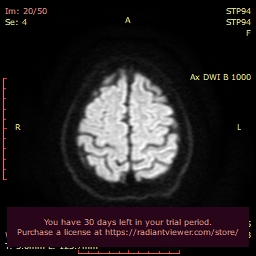 Im: 20/50
Se: 4
A
STP94
STP94
F
Ax DWI B 1000
R
L
You have 30 days left in your trial period.
Purchase a license at https://radiantviewer.com/store/